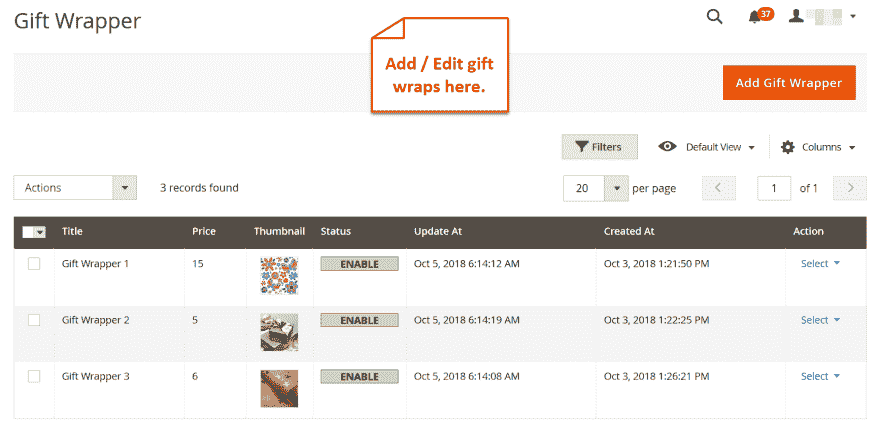 Gift Wrapper
37
Add / Edit gift
wraps here.
Add Gift Wrapper
Filters
Default View
Columns
Actions
3 records found
20
per page
1
of 1
Title Price Thumbnail Status Update At Created At Action
Gift Wrapper 1 15 ENABLE Oct 5, 2018 6:14:12 AM Oct 3, 2018 1:21:50 PM Select
Gift Wrapper 2 5 ENABLE Oct 5, 2018 6:14:19 AM Oct 3, 2018 1:22:25 PM Select
Gift Wrapper 3 6 ENABLE Oct 5, 2018 6:14:08 AM Oct 3, 2018 1:26:21 PM Select